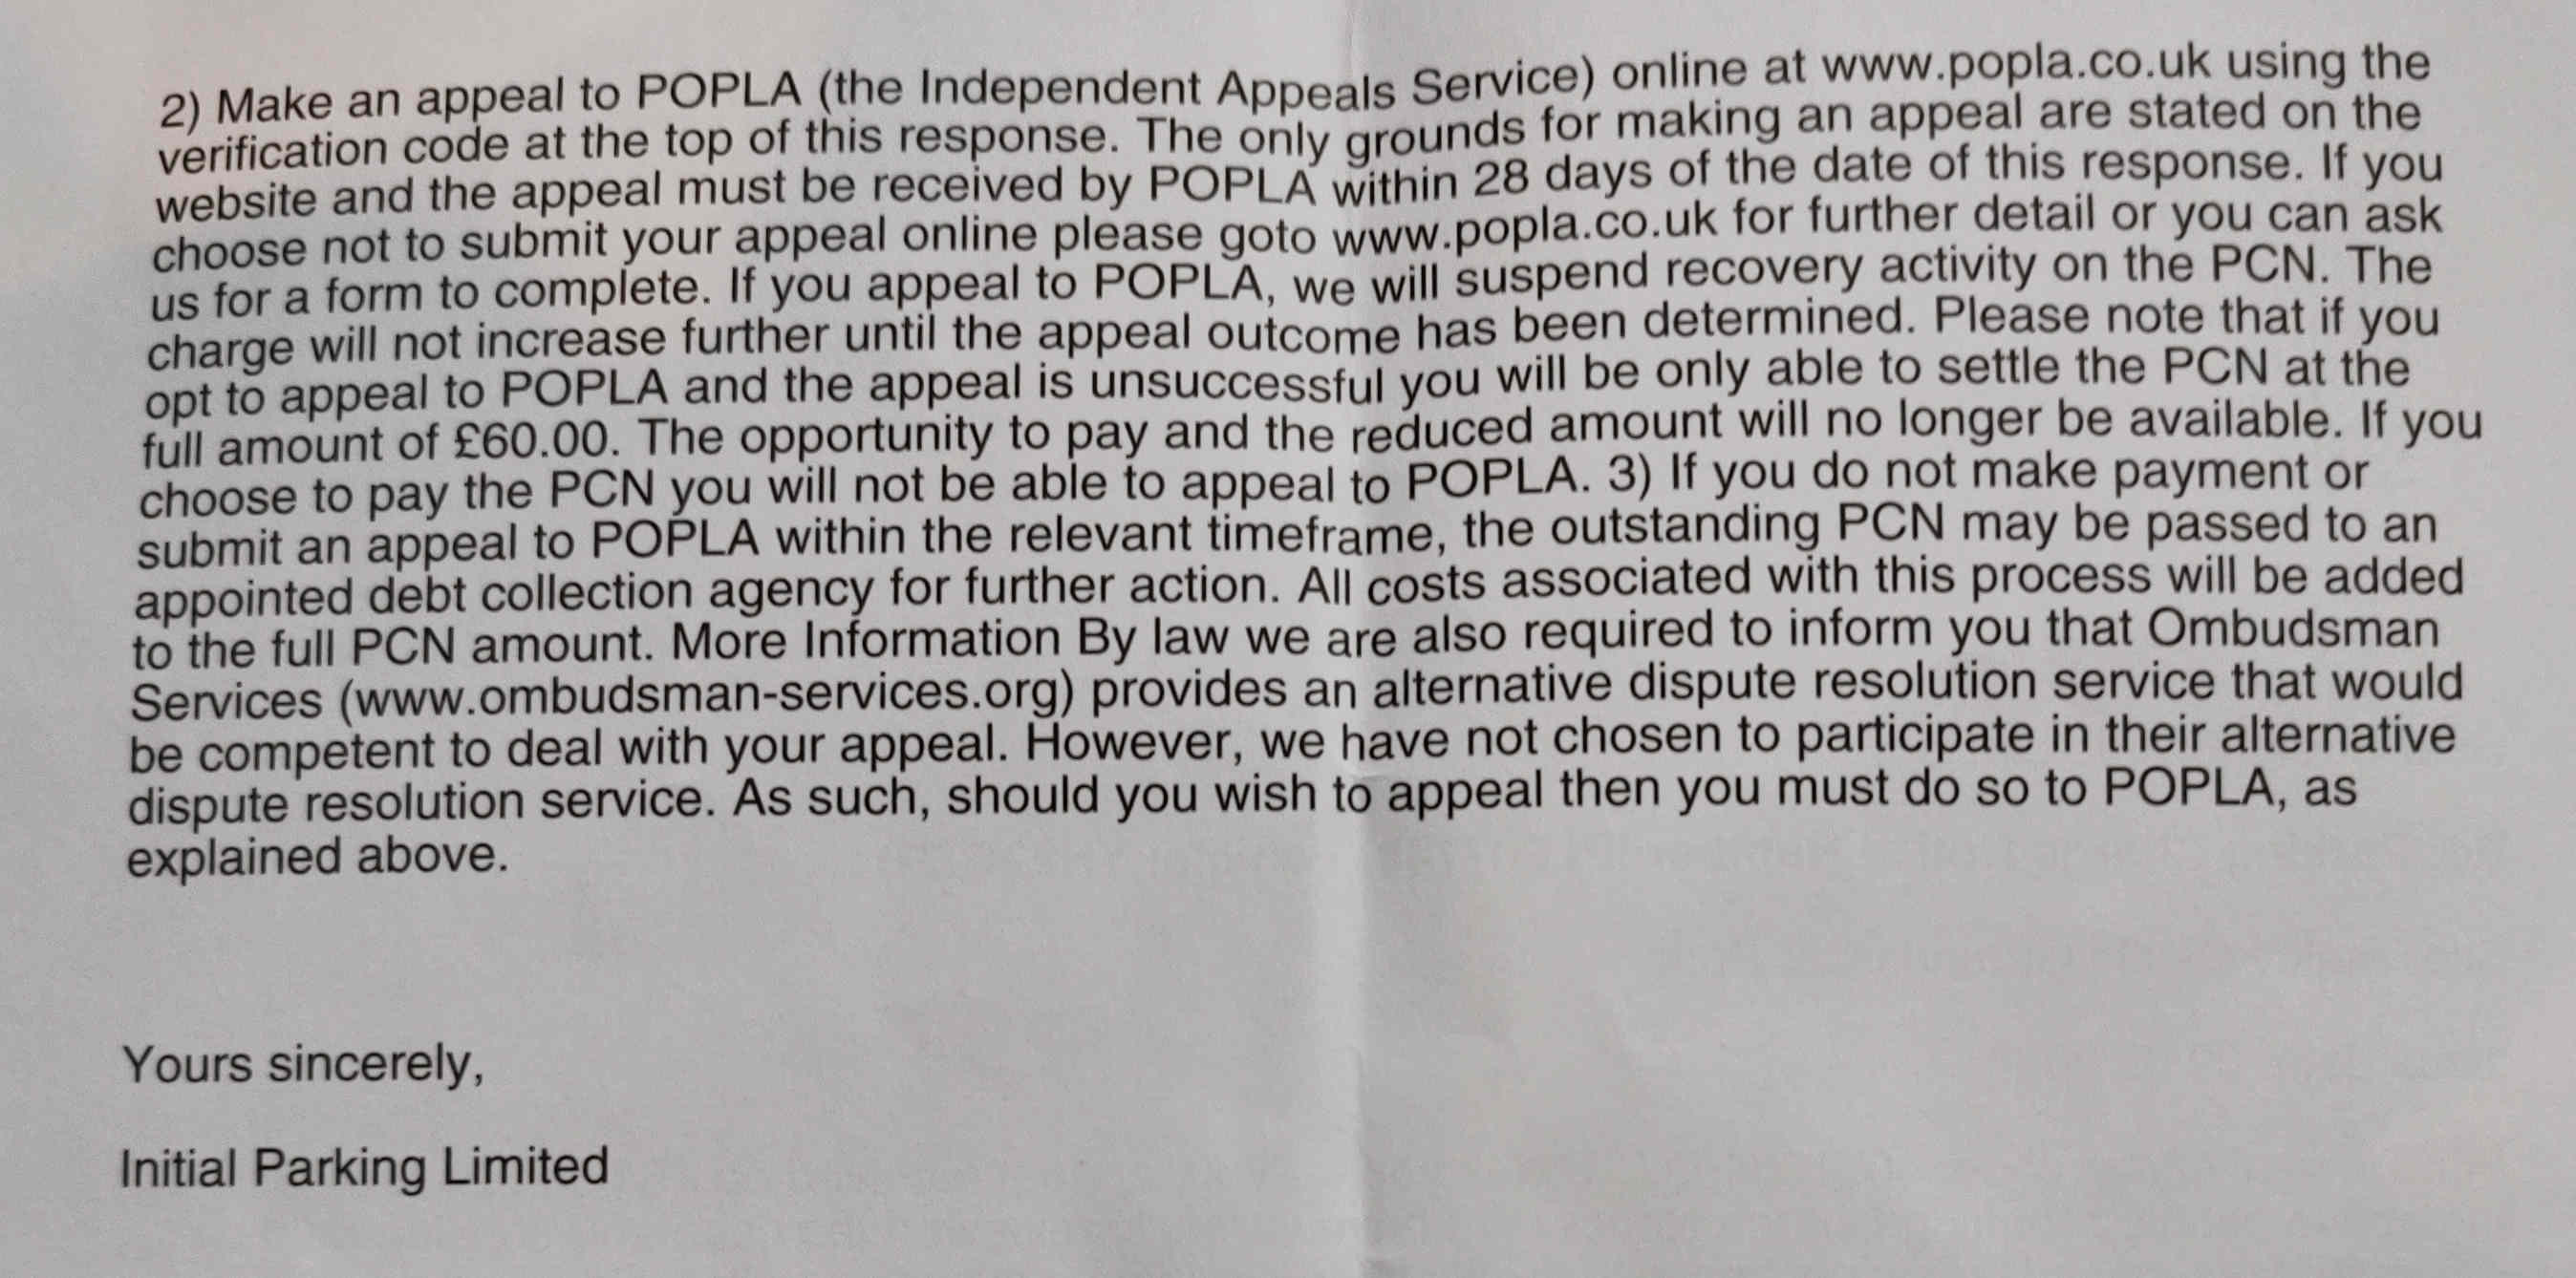 2) Make an appeal to POPLA (the Independent Appeals Service) online at www.popla.co.uk using the
verification code at the top of this response. The only grounds for making an appeal are stated on the
website and the appeal must be received by POPLA within 28 days of the date of this response. If you
choose not to submit your appeal online please goto www.popla.co.uk for further detail or you can ask
us for a form to complete. If you appeal to POPLA, we will suspend recovery activity on the PCN. The
charge will not increase further until the appeal outcome has been determined. Please note that if you
opt to appeal to POPLA and the appeal is unsuccessful you will be only able to settle the PCN at the
full amount of £60.00. The opportunity to pay and the reduced amount will no longer be available. If you
choose to pay the PCN you will not be able to appeal to POPLA. 3) If you do not make payment or
submit an appeal to POPLA within the relevant timeframe, the outstanding PCN may be passed to an
appointed debt collection agency for further action. All costs associated with this process will be added
to the full PCN amount. More Information By law we are also required to inform you that Ombudsman
Services (www.ombudsman-services.org) provides an alternative dispute resolution service that would
be competent to deal with your appeal. However, we have not chosen to participate in their alternative
dispute resolution service. As such, should you wish to appeal then you must do so to POPLA, as
explained above.
Yours sincerely,
Initial Parking Limited